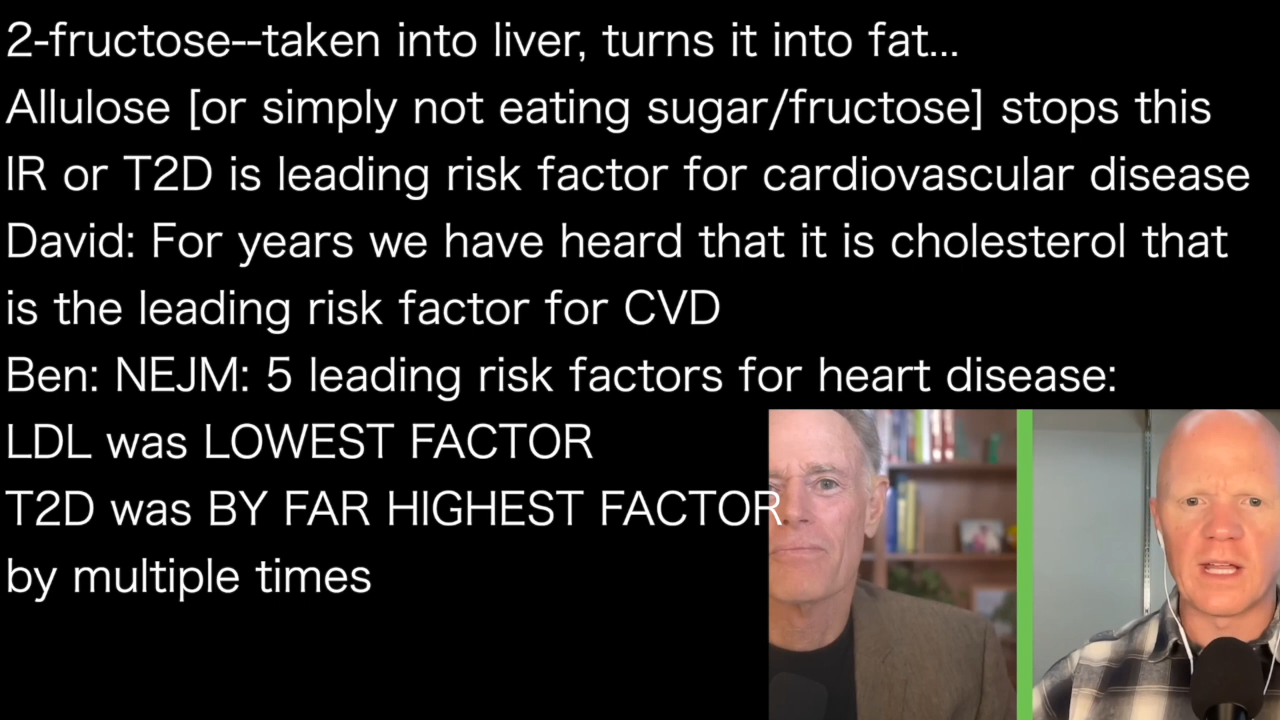 2-fructose--taken into liver, turns it into fat...
Allulose [or simply not eating sugar/fructose] stops this
IR or T2D is leading risk factor for cardiovascular disease
David: For years we have heard that it is cholesterol that
is the leading risk factor for CVD
Ben: NEJM: 5 leading risk factors for heart disease:
LDL was LOWEST FACTOR
T2D was BY FAR HIGHEST FACTOR
by multiple times